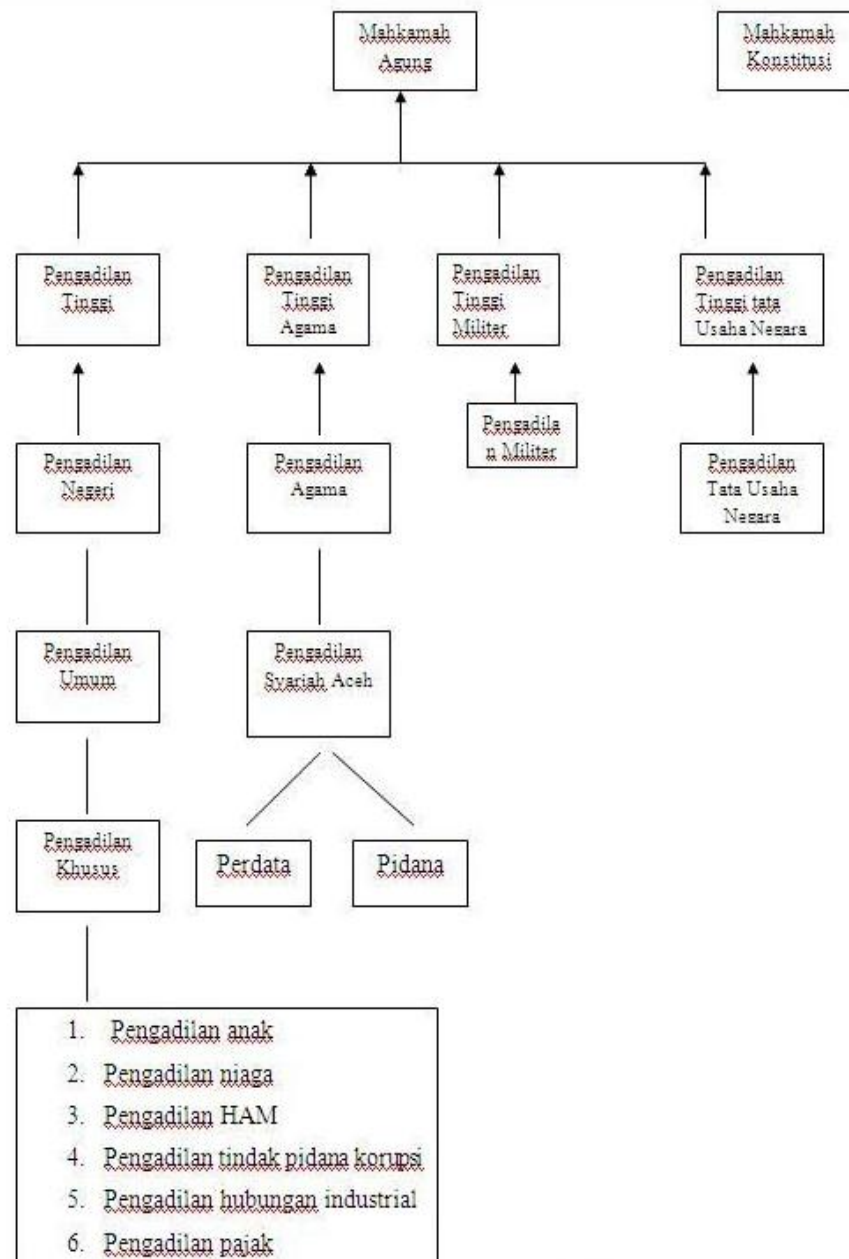 Mahkamah
Agung
Mahkamah
Konstitusi
Pengadilan
Tinggi
Pengadilan
Tinggi
Agama
Pengadilan
Tinggi
Militer
Pengadilan
Tinggi tata
Usaha Negara
Pengadilan
Negeri
Pengadilan
Agama
Pengadila
n Militer
Pengadilan
Tata Usaha
Negara
Pengadilan
Umum
Pengadilan
Syariah Aceh
Pengadilan
Khusus
Perdata
Pidana
1. Pengadilan anak
2. Pengadilan niaga
3. Pengadilan HAM
4. Pengadilan tindak pidana korupsi
5. Pengadilan hubungan industrial
6. Pengadilan pajak